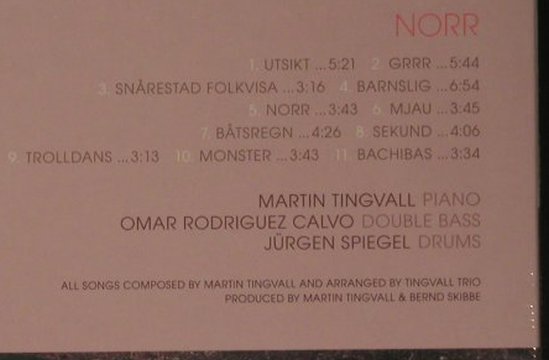 NORR
1. UTSIKT ...5:21 2 GRRR ...5:44
3. SNÅRESTAD FOLKVISA ...3:16 4 BARNSLIG ...6:54
5. NORR ...3:43 6 MJAU ...3:45
7. BÅTSREGN ...4:26 8 SEKUND ...4:06
9. TROLLDANS ...3:13 10. MONSTER ...3:43 11 BACHIBAS ...3:34
MARTIN TINGVALL PIANO
OMAR RODRIGUEZ CALVO DOUBLE BASS
JÜRGEN SPIEGEL DRUMS
ALL SONGS COMPOSED BY MARTIN TINGVALL AND ARRANGED BY TINGVALL TRIO
PRODUCED BY MARTIN TINGVALL & BERND SKIBBE